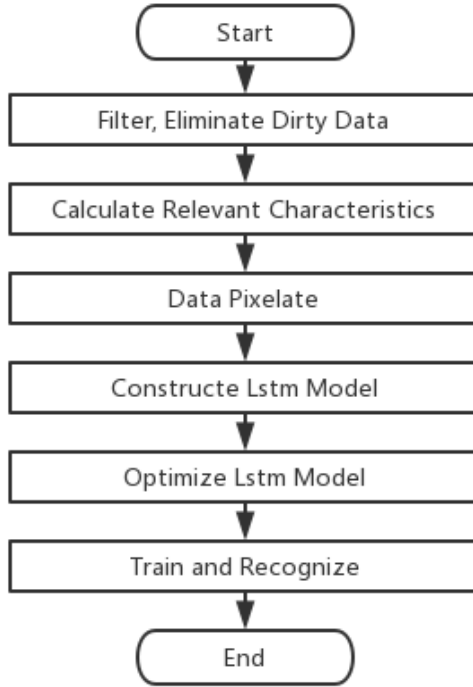 Start
Filter, Eliminate Dirty Data
Calculate Relevant Characteristics
Data Pixelate
Constructe Lstm Model
Optimize Lstm Model
Train and Recognize
End